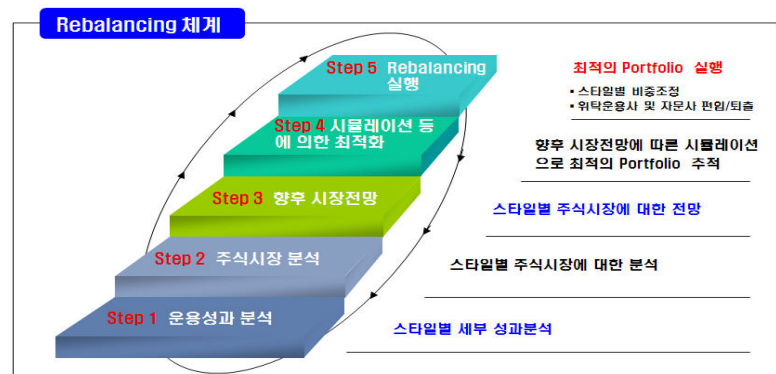 Rebalancing 체계
Step 5 Rebalancing
실행
최적의 Portfolio 실행
▪ 스타일별 비중조정
▪ 위탁운용사 및 자문사 편입/퇴출
Step 4 시뮬레이션 등
에 의한 최적화
향후 시장전망에 따른 시뮬레이션
으로 최적의 Portfolio 추적
Step 3 향후 시장전망
스타일별 주식시장에 대한 전망
Step 2 주식시장 분석
스타일별 주식시장에 대한 분석
Step 1 운용성과 분석
스타일별 세부 성과분석